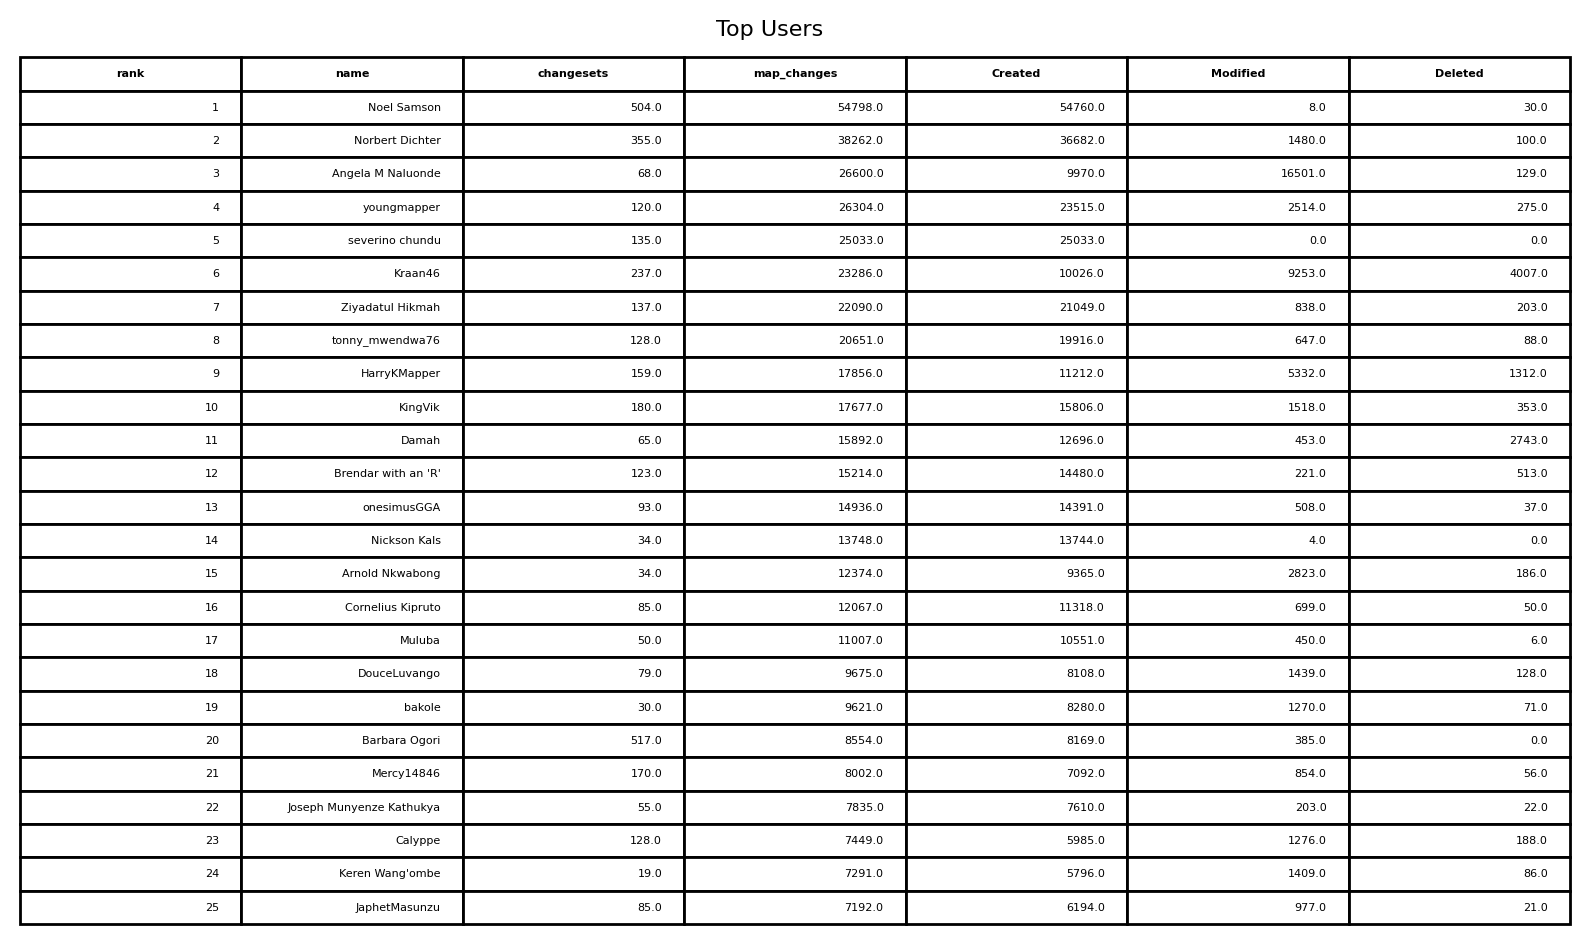 Top Users
rank name changesets map_changes Created Modified Deleted
1 Noel Samson 504.0 54798.0 54760.0 8.0 30.0
2 Norbert Dichter 355.0 38262.0 36682.0 1480.0 100.0
3 Angela M Naluonde 68.0 26600.0 9970.0 16501.0 129.0
4 youngmapper 120.0 26304.0 23515.0 2514.0 275.0
5 severino chundu 135.0 25033.0 25033.0 0.0 0.0
6 Kraan46 237.0 23286.0 10026.0 9253.0 4007.0
7 Ziyadatul Hikmah 137.0 22090.0 21049.0 838.0 203.0
8 tonny_mwendwa76 128.0 20651.0 19916.0 647.0 88.0
9 HarryKMapper 159.0 17856.0 11212.0 5332.0 1312.0
10 KingVik 180.0 17677.0 15806.0 1518.0 353.0
11 Damah 65.0 15892.0 12696.0 453.0 2743.0
12 Brendar with an 'R' 123.0 15214.0 14480.0 221.0 513.0
13 onesimusGGA 93.0 14936.0 14391.0 508.0 37.0
14 Nickson Kals 34.0 13748.0 13744.0 4.0 0.0
15 Arnold Nkwabong 34.0 12374.0 9365.0 2823.0 186.0
16 Cornelius Kipruto 85.0 12067.0 11318.0 699.0 50.0
17 Muluba 50.0 11007.0 10551.0 450.0 6.0
18 DouceLuvango 79.0 9675.0 8108.0 1439.0 128.0
19 bakole 30.0 9621.0 8280.0 1270.0 71.0
20 Barbara Ogori 517.0 8554.0 8169.0 385.0 0.0
21 Mercy14846 170.0 8002.0 7092.0 854.0 56.0
22 Joseph Munyenze Kathukya 55.0 7835.0 7610.0 203.0 22.0
23 Calyppe 128.0 7449.0 5985.0 1276.0 188.0
24 Keren Wang'ombe 19.0 7291.0 5796.0 1409.0 86.0
25 JaphetMasunzu 85.0 7192.0 6194.0 977.0 21.0